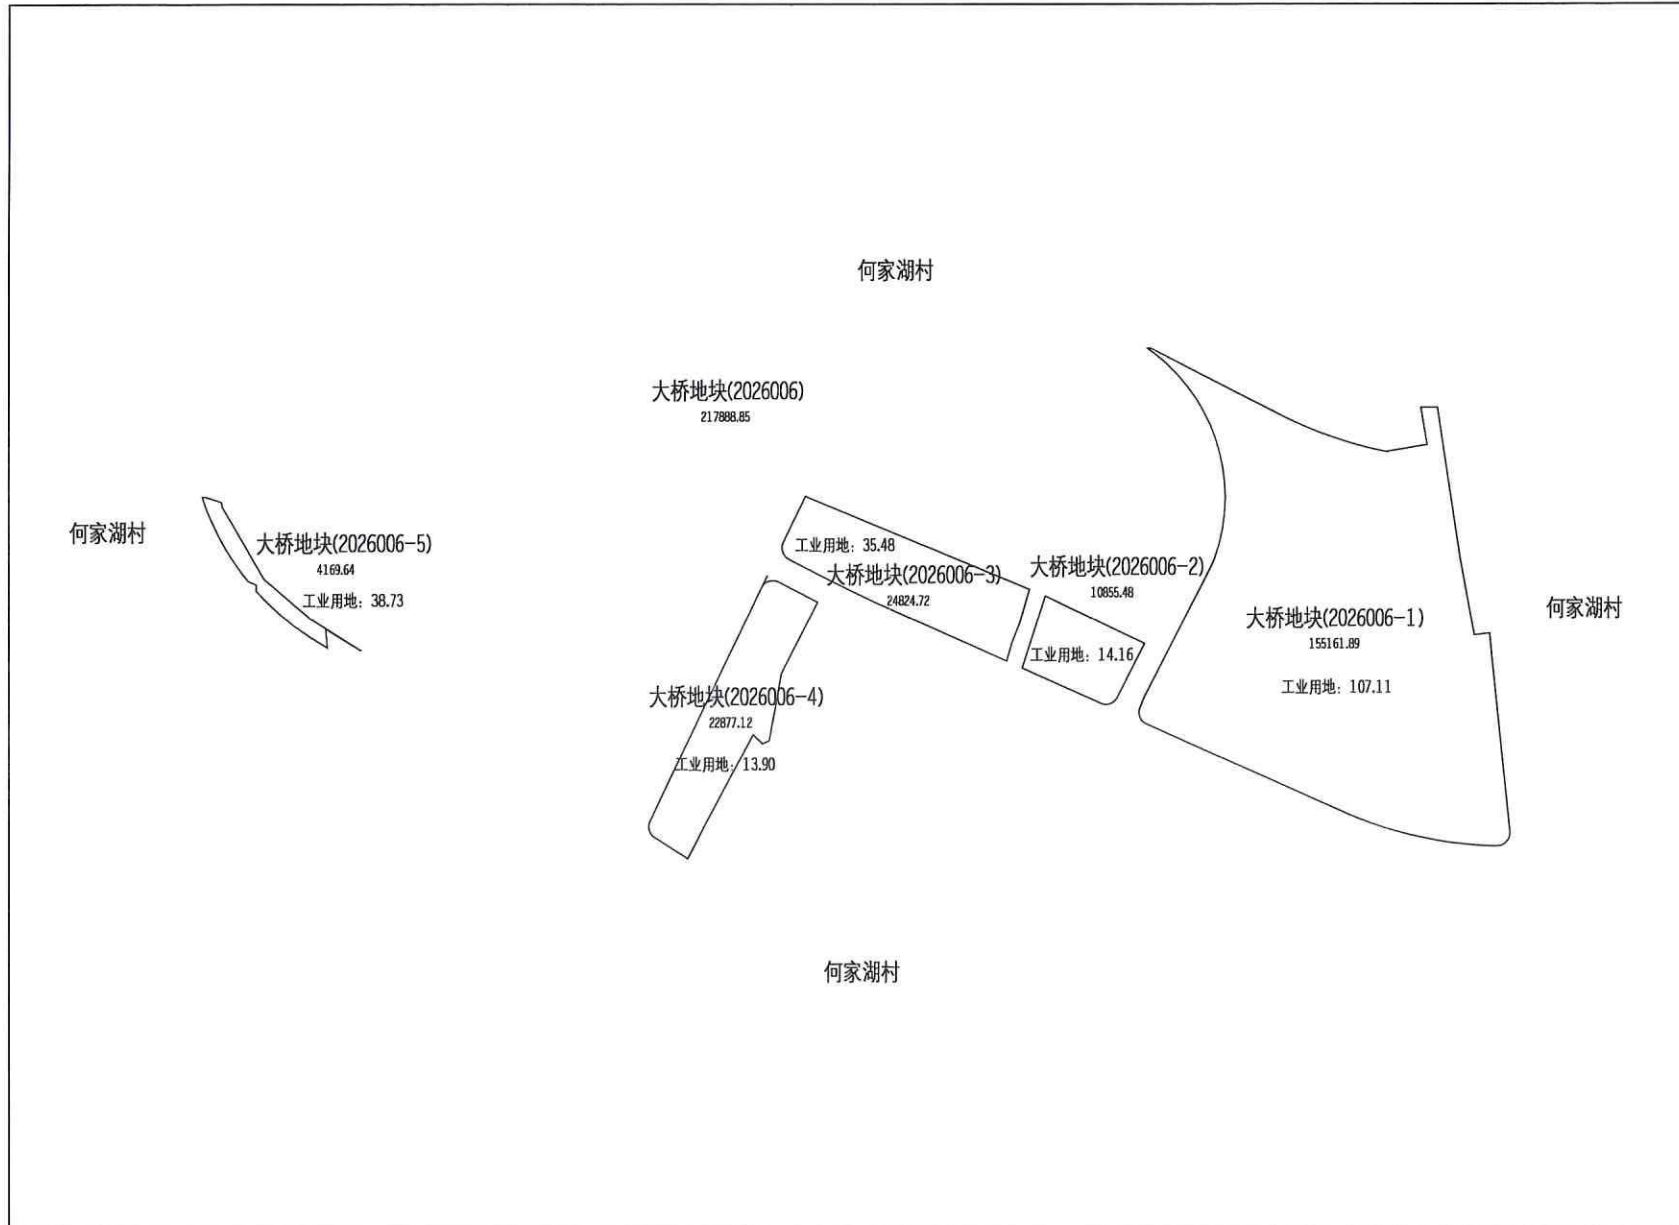 何家湖村
大桥地块(2026006)
217888.85
何家湖村
大桥地块(2026006-5)
4169.64
工业用地: 38.73
工业用地: 35.48
大桥地块(2026006-3)
24824.72
大桥地块(2026006-2)
10855.48
工业用地: 14.16
大桥地块(2026006-1)
155161.89
工业用地: 107.11
何家湖村
大桥地块(2026006-4)
22877.12
工业用地: 13.90
何家湖村